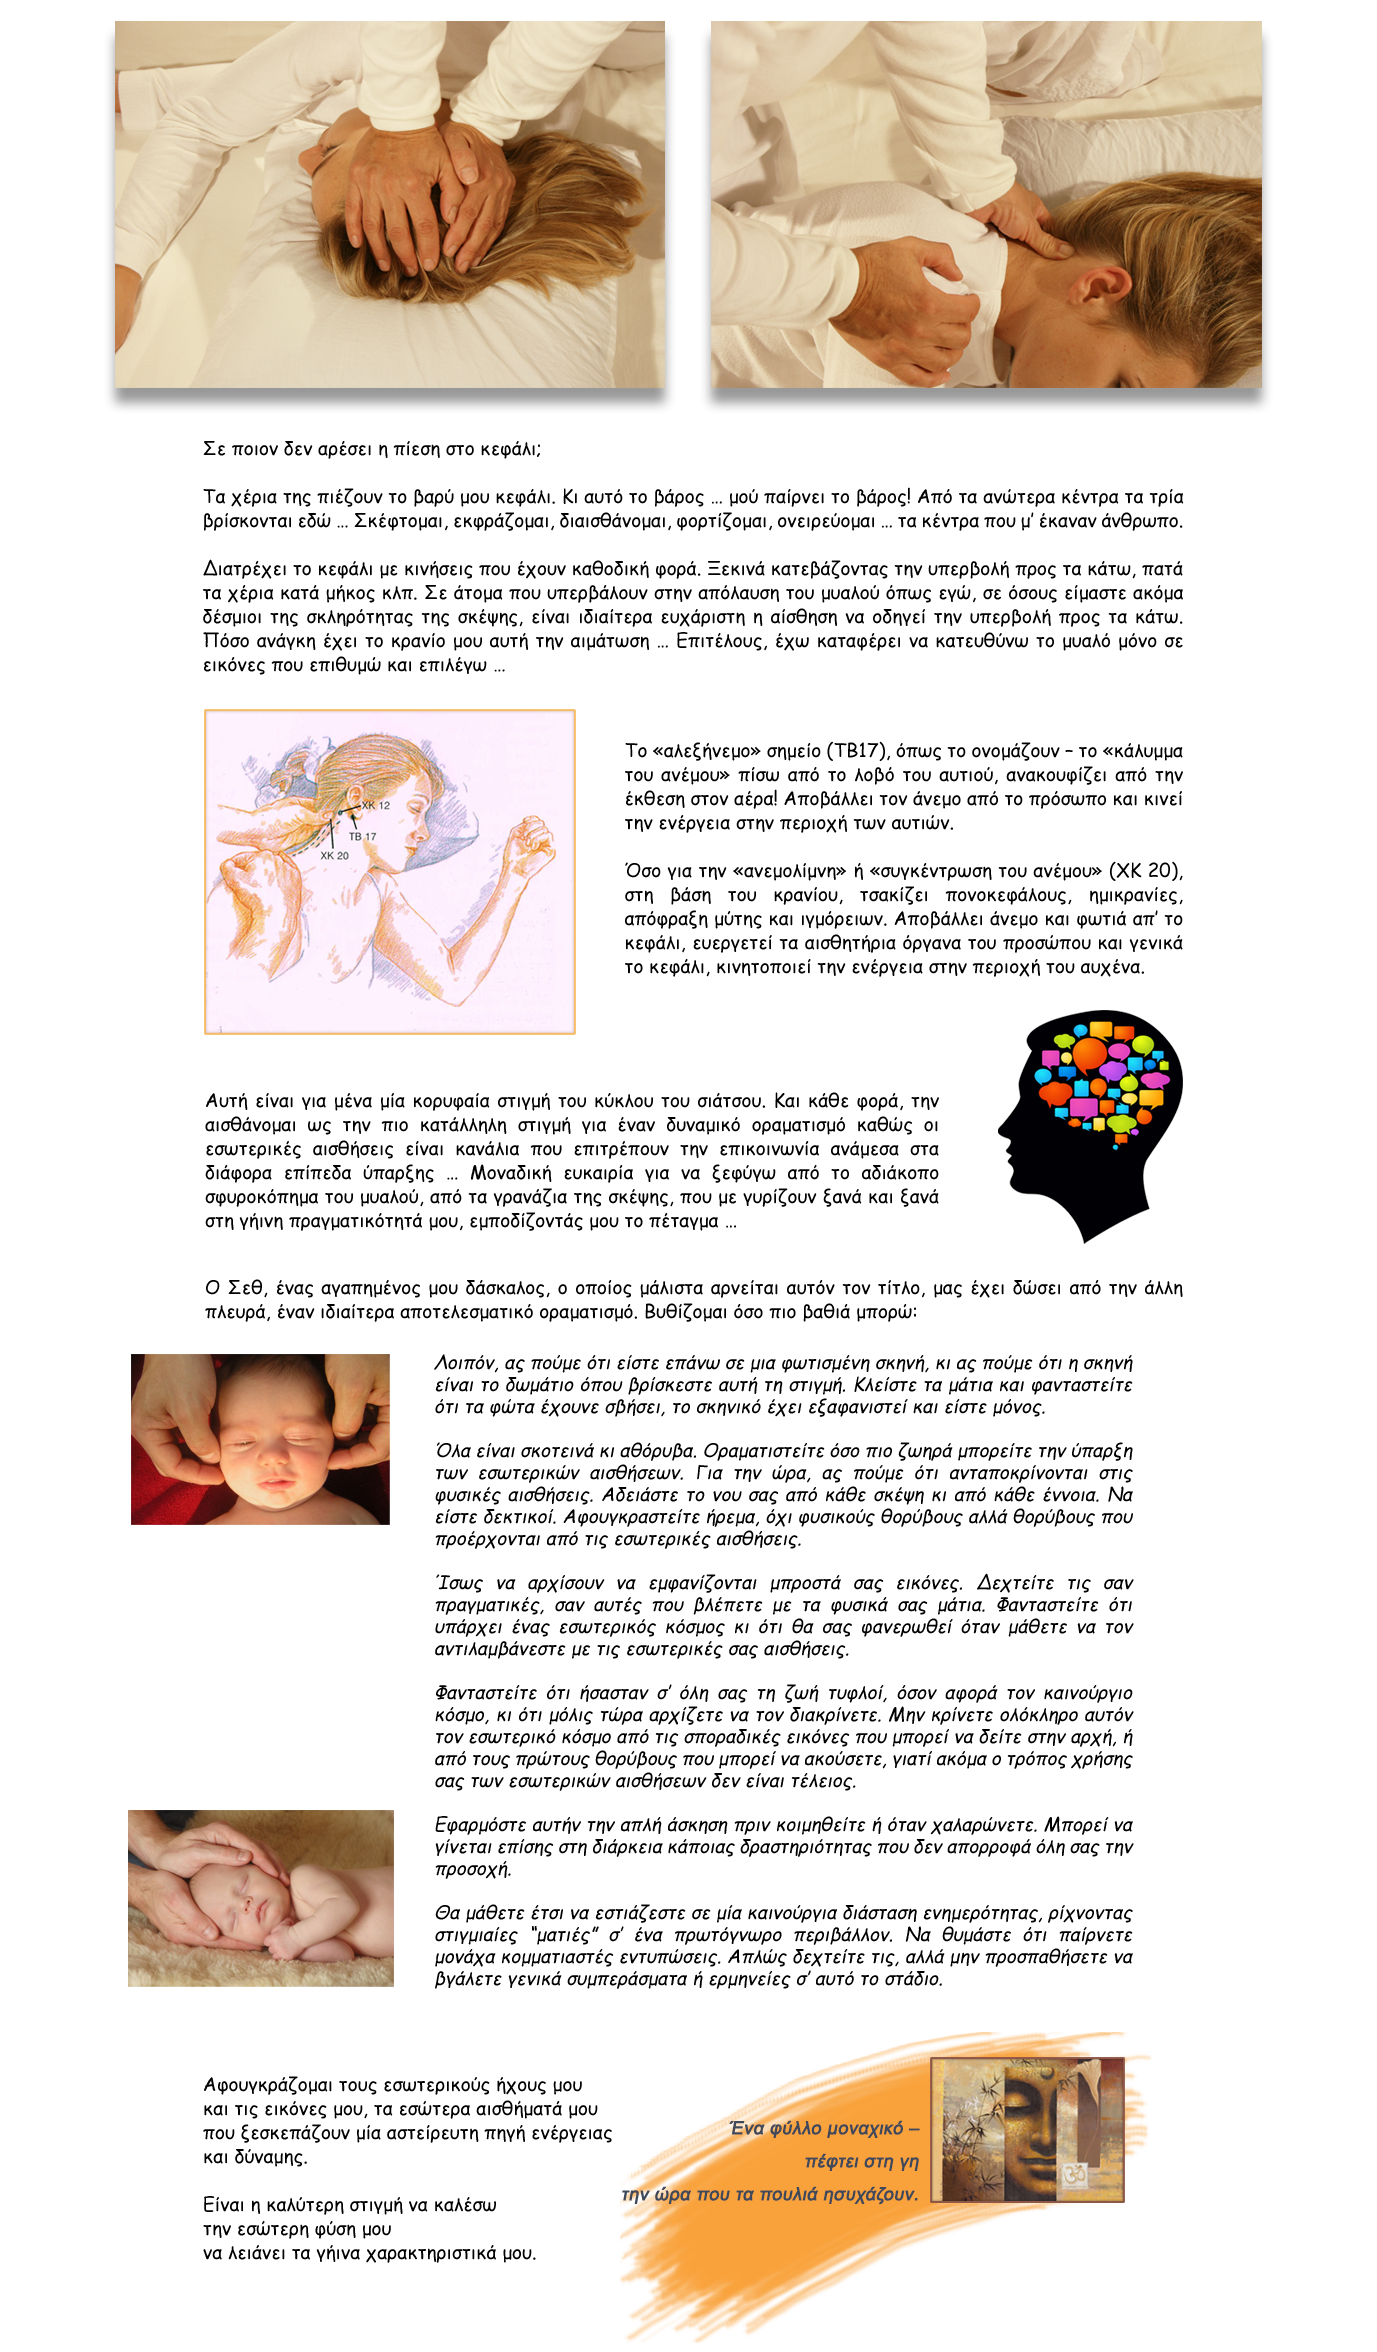 Σε ποιον δεν αρέσει η πίεση στο κεφάλι;
Τα χέρια της πιέζουν το βαρύ μου κεφάλι. Κι αυτό το βάρος ... μού παίρνει το βάρος! Από τα ανώτερα κέντρα τα τρία
βρίσκονται εδώ ... Σκέφτομαι, εκφράζομαι, διαισθάνομαι, φορτίζομαι, ονειρεύομαι ... τα κέντρα που μ’ έκαναν άνθρωπο.
Διατρέχει το κεφάλι με κινήσεις που έχουν καθοδική φορά. Ξεκινά κατεβάζοντας την υπερβολή προς τα κάτω, πατά
τα χέρια κατά μήκος κλπ. Σε άτομα που υπερβάλουν στην απόλαυση του μυαλού όπως εγώ, σε όσους είμαστε ακόμα
δέσμιοι της σκληρότητας της σκέψης, είναι ιδιαίτερα ευχάριστη η αίσθηση να οδηγεί την υπερβολή προς τα κάτω.
Πόσο ανάγκη έχει το κρανίο μου αυτή την αιμάτωση ... Επιτέλους, έχω καταφέρει να κατευθύνω το μυαλό μόνο σε
εικόνες που επιθυμώ και επιλέγω ...
ΧΚ 12
ΤΒ 17
ΧΚ 20
Το «αλεξήνεμο» σημείο (ΤΒ17), όπως το ονομάζουν – το «κάλυμμα
του ανέμου» πίσω από το λοβό του αυτιού, ανακουφίζει από την
έκθεση στον αέρα! Αποβάλλει τον άνεμο από το πρόσωπο και κινεί
την ενέργεια στην περιοχή των αυτιών.
Όσο για την «ανεμολίμνη» ή «συγκέντρωση του ανέμου» (ΧΚ 20),
στη βάση του κρανίου, τσακίζει πονοκεφάλους, ημικρανίες,
απόφραξη μύτης και ιγμόρειων. Αποβάλλει άνεμο και φωτιά απ’ το
κεφάλι, ευεργετεί τα αισθητήρια όργανα του προσώπου και γενικά
το κεφάλι, κινητοποιεί την ενέργεια στην περιοχή του αυχένα.
Αυτή είναι για μένα μία κορυφαία στιγμή του κύκλου του σιάτσου. Και κάθε φορά, την
αισθάνομαι ως την πιο κατάλληλη στιγμή για έναν δυναμικό οραματισμό καθώς οι
εσωτερικές αισθήσεις είναι κανάλια που επιτρέπουν την επικοινωνία ανάμεσα στα
διάφορα επίπεδα ύπαρξης ... Μοναδική ευκαιρία για να ξεφύγω από το αδιάκοπο
σφυροκόπημα του μυαλού, από τα γρανάζια της σκέψης, που με γυρίζουν ξανά και ξανά
στη γήινη πραγματικότητά μου, εμποδίζοντάς μου το πέταγμα ...
Ο Σεθ, ένας αγαπημένος μου δάσκαλος, ο οποίος μάλιστα αρνείται αυτόν τον τίτλο, μας έχει δώσει από την άλλη
πλευρά, έναν ιδιαίτερα αποτελεσματικό οραματισμό. Βυθίζομαι όσο πιο βαθιά μπορώ:
Λοιπόν, ας πούμε ότι είστε επάνω σε μια φωτισμένη σκηνή, κι ας πούμε ότι η σκηνή
είναι το δωμάτιο όπου βρίσκεστε αυτή τη στιγμή. Κλείστε τα μάτια και φανταστείτε
ότι τα φώτα έχουνε σβήσει, το σκηνικό έχει εξαφανιστεί και είστε μόνος.
Όλα είναι σκοτεινά κι αθόρυβα. Οραματιστείτε όσο πιο ζωηρά μπορείτε την ύπαρξη
των εσωτερικών αισθήσεων. Για την ώρα, ας πούμε ότι ανταποκρίνονται στις
φυσικές αισθήσεις. Αδειάστε το νου σας από κάθε σκέψη κι από κάθε έννοια. Να
είστε δεκτικοί. Αφουγκραστείτε ήρεμα, όχι φυσικούς θορύβους αλλά θορύβους που
προέρχονται από τις εσωτερικές αισθήσεις.
Ίσως να αρχίσουν να εμφανίζονται μπροστά σας εικόνες. Δεχτείτε τις σαν
πραγματικές, σαν αυτές που βλέπετε με τα φυσικά σας μάτια. Φανταστείτε ότι
υπάρχει ένας εσωτερικός κόσμος κι ότι θα σας φανερωθεί όταν μάθετε να τον
αντιλαμβάνεστε με τις εσωτερικές σας αισθήσεις.
Φανταστείτε ότι ήσασταν σ’ όλη σας τη ζωή τυφλοί, όσον αφορά τον καινούργιο
κόσμο, κι ότι μόλις τώρα αρχίζετε να τον διακρίνετε. Μην κρίνετε ολόκληρο αυτόν
τον εσωτερικό κόσμο από τις σποραδικές εικόνες που μπορεί να δείτε στην αρχή, ή
από τους πρώτους θορύβους που μπορεί να ακούσετε, γιατί ακόμα ο τρόπος χρήσης
σας των εσωτερικών αισθήσεων δεν είναι τέλειος.
Εφαρμόστε αυτήν την απλή άσκηση πριν κοιμηθείτε ή όταν χαλαρώνετε. Μπορεί να
γίνεται επίσης στη διάρκεια κάποιας δραστηριότητας που δεν απορροφά όλη σας την
προσοχή.
Θα μάθετε έτσι να εστιάζεστε σε μία καινούργια διάσταση ενημερότητας, ρίχνοντας
στιγμιαίες “ματιές” σ’ ένα πρωτόγνωρο περιβάλλον. Να θυμάστε ότι παίρνετε
μονάχα κομματιαστές εντυπώσεις. Απλώς δεχτείτε τις, αλλά μην προσπαθήσετε να
βγάλετε γενικά συμπεράσματα ή ερμηνείες σ’ αυτό το στάδιο.
Αφουγκράζομαι τους εσωτερικούς ήχους μου
και τις εικόνες μου, τα εσώτερα αισθήματά μου
που ξεσκεπάζουν μία αστείρευτη πηγή ενέργειας
και δύναμης.
Είναι η καλύτερη στιγμή να καλέσω
την εσώτερη φύση μου
να λειάνει τα γήινα χαρακτηριστικά μου.
Ένα φύλλο μοναχικό –
πέφτει στη γη
την ώρα που τα πουλιά ησυχάζουν.
ॐ